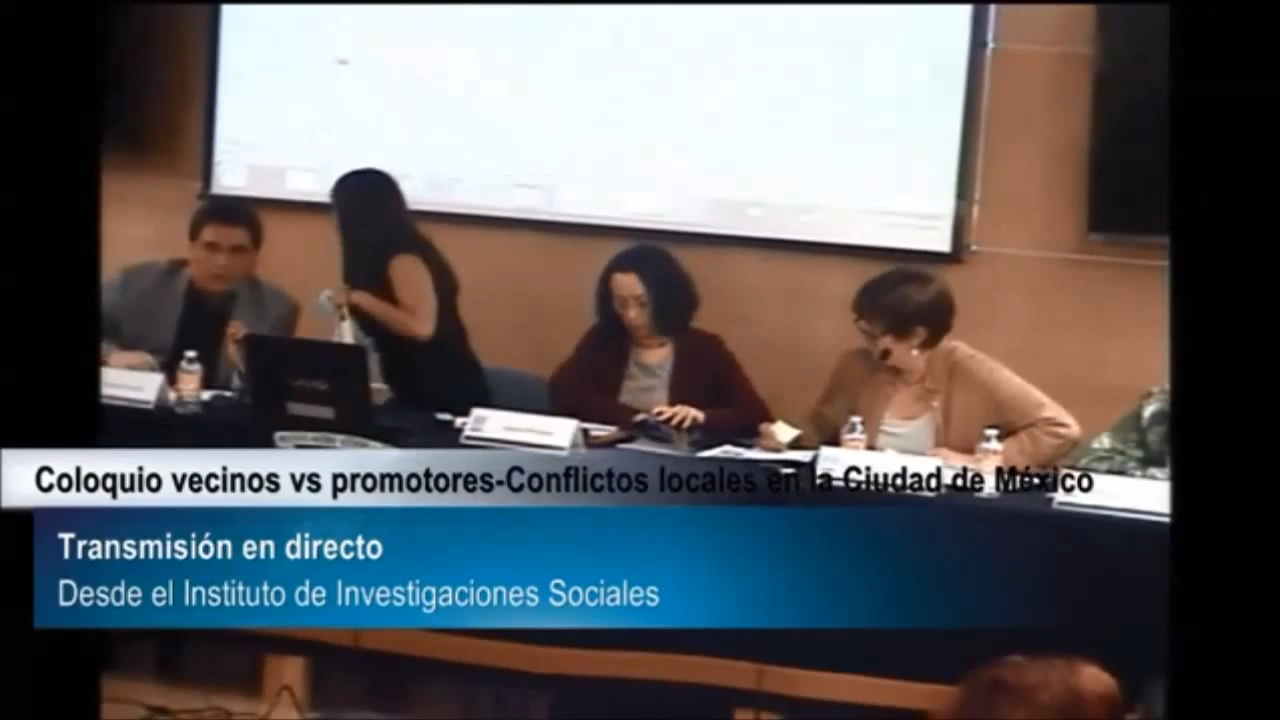 Coloquio vecinos vs promotores-Conflictos locales en la Ciudad de México
Transmisión en directo
Desde el Instituto de Investigaciones Sociales